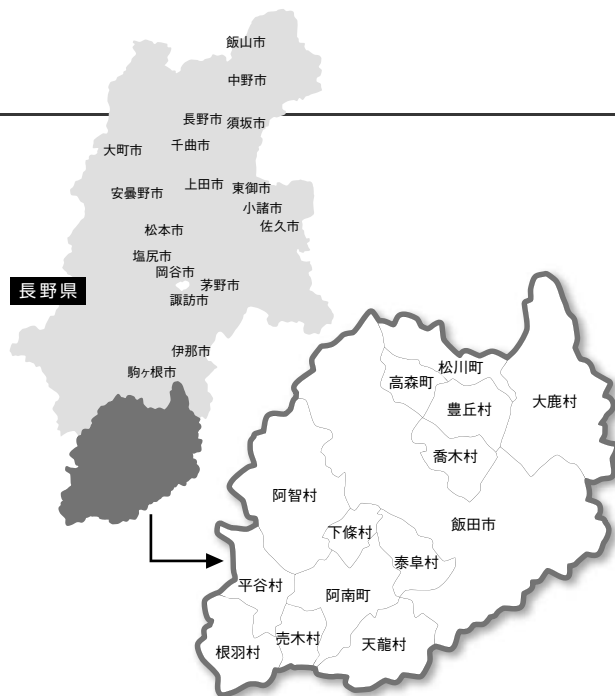 飯山市
中野市
長野市
須坂市
千曲市
大町市
上田市
東御市
安曇野市
小諸市
佐久市
松本市
塩尻市
岡谷市
茅野市
諏訪市
長野県
伊那市
駒ヶ根市
松川町
高森町
大鹿村
豊丘村
喬木村
阿智村
飯田市
下條村
泰阜村
平谷村
阿南町
売木村
天龍村
根羽村